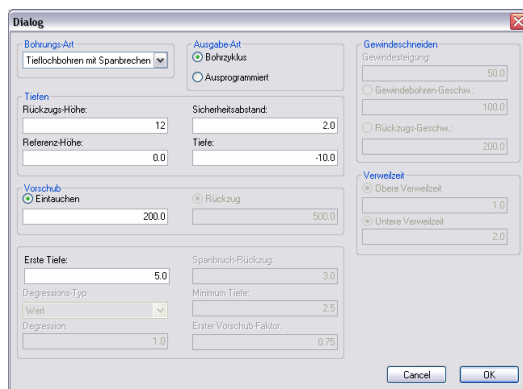 Dialog
Bohrungs-Art
Tieflochbohren mit Spanbrechen
Ausgabe-Art
Bohrzyklus
Ausprogrammiert
Gewindeschneiden
Gewindesteigung:
50.0
Gewindebohren-Geschw.:
100.0
Rückzugs-Geschw.:
200.0
Tiefen
Rückzugs-Höhe:
12
Sicherheitsabstand:
2.0
Referenz-Höhe:
0.0
Tiefe:
-10.0
Verweilzeit
Obere Verweilzeit
1.0
Untere Verweilzeit
2.0
Vorschub
Eintauchen
200.0
Rückzug
500.0
Erste Tiefe:
5.0
Spanbruch-Rückzug:
3.0
Degressions-Typ
Wert
Minimum Tiefe:
2.5
Degression:
1.0
Erster Vorschub-Faktor:
0.75
Cancel
OK